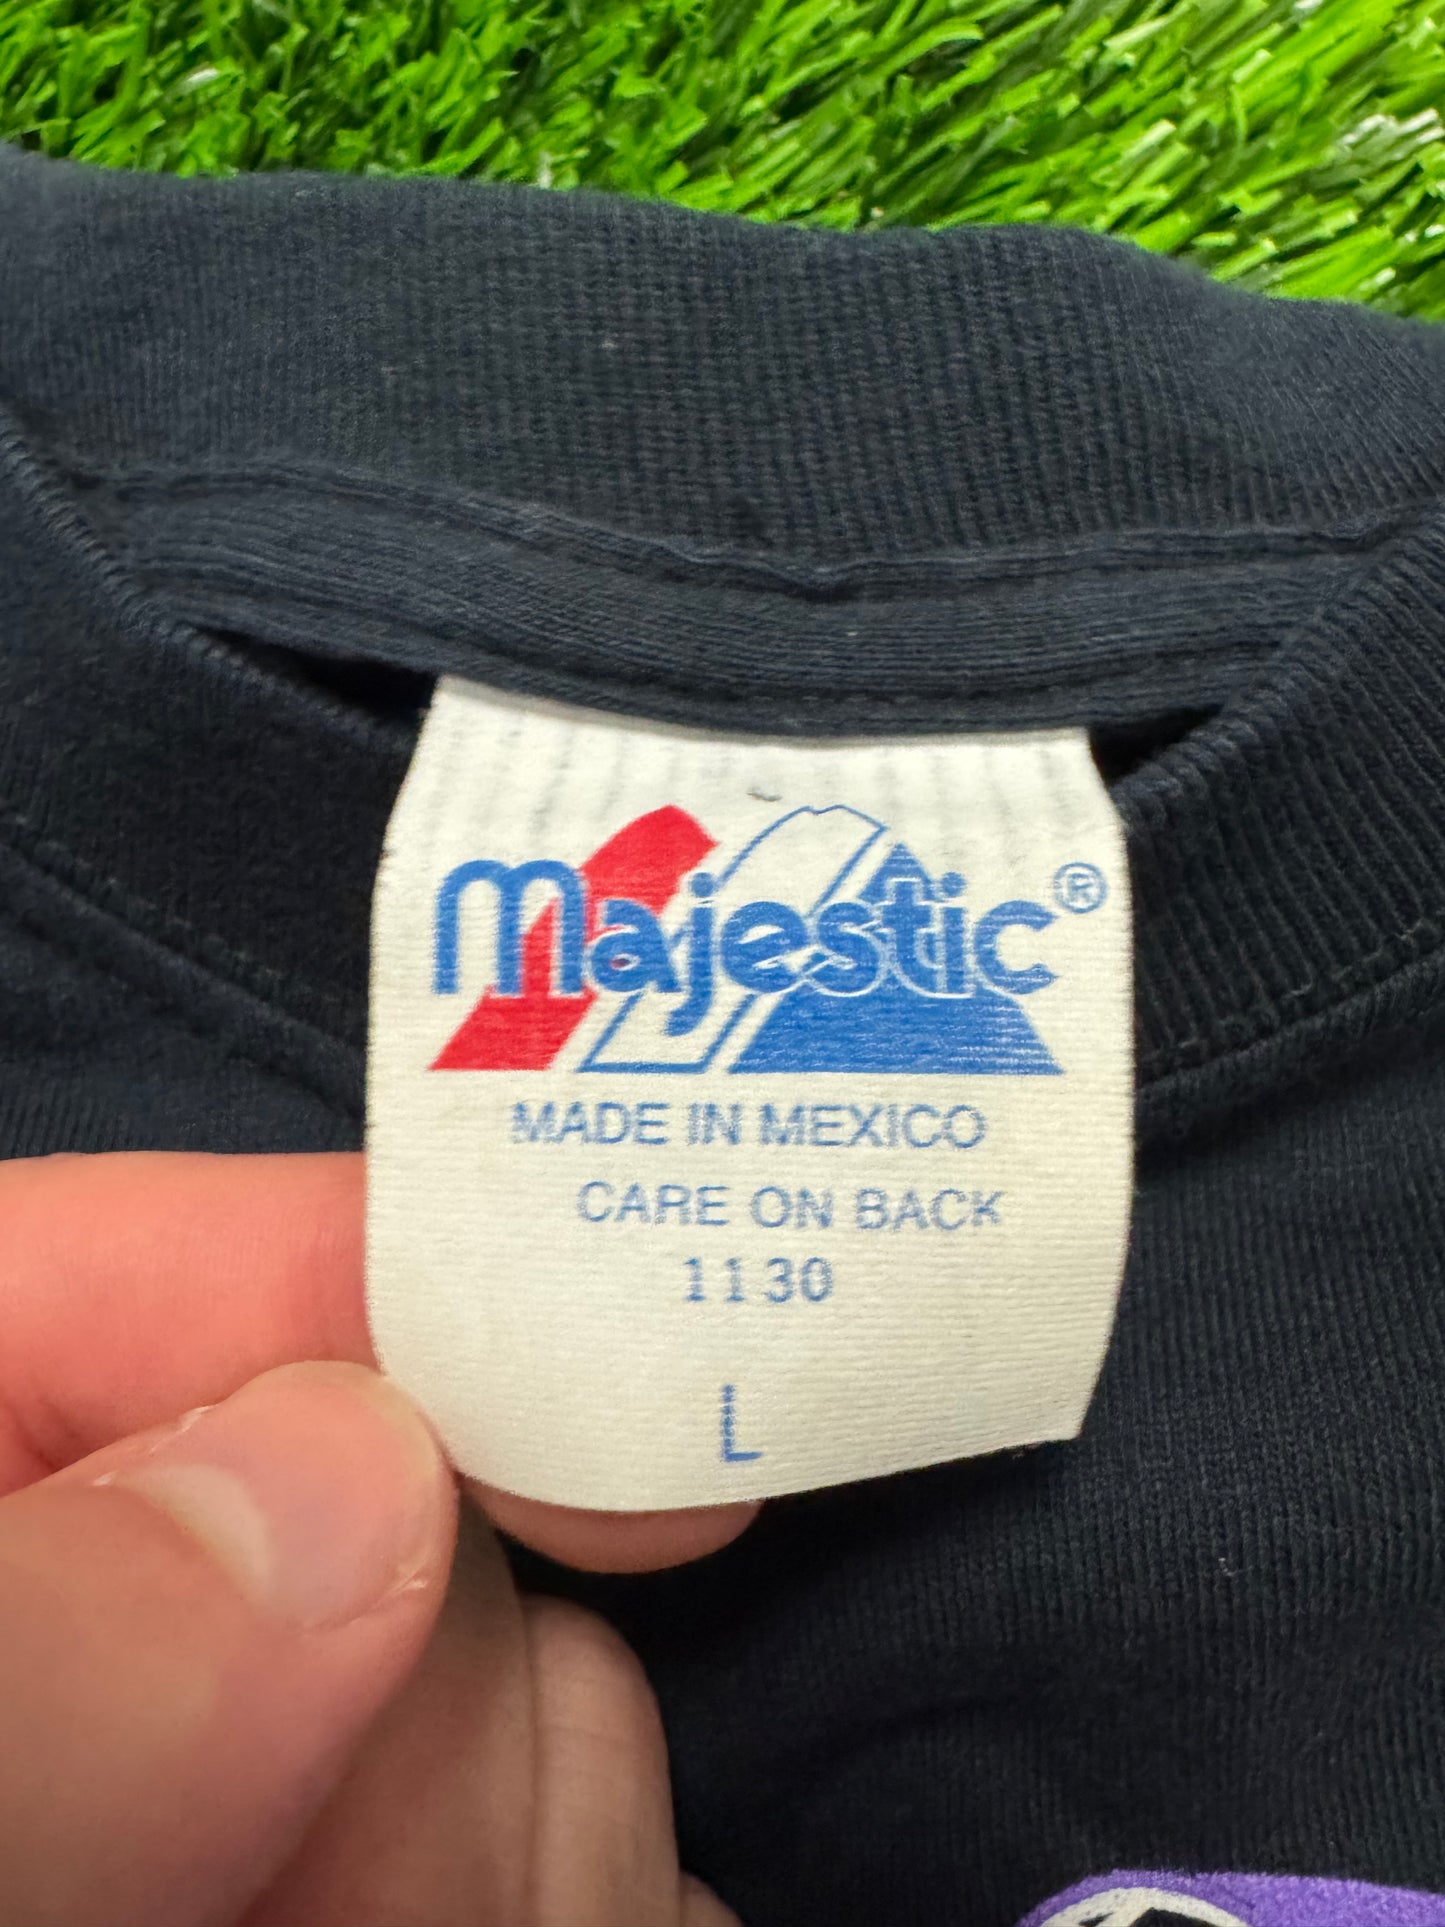 majestic®
MADE IN MEXICO
CARE ON BACK
1130
L